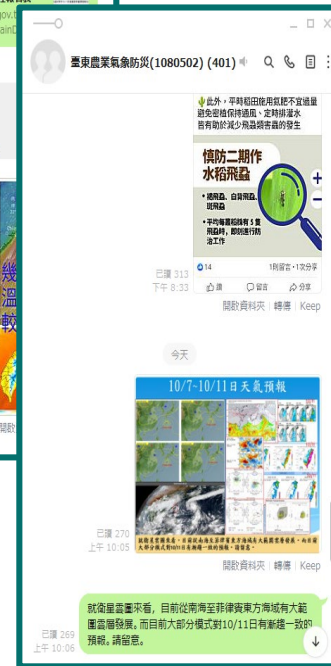 臺東農業氣象防災(1080502) (401)
此外，平時稻田施用氮肥不宜過量
避免密植保持通風、定時排灌水
皆有助於減少飛蝨類害蟲的發生
慎防二期作
水稻飛蝨
• 褐飛蝨、白背飛蝨、
斑飛蝨
• 平均每叢稻株有 5 隻
飛蝨時，即刻進行防
治工作
14
1則留言・1次分享
讚
留言
分享
已讀 313
下午 8:33
開啟資料夾
轉傳
Keep
今天
10/7~10/11日天氣預報
已讀 270
上午 10:05
開啟資料夾
轉傳
Keep
就衛星雲圖來看，目前從南海至菲律賓東方海域有大範
圍雲層發展。而目前大部分模式對10/11日有漸趨一致的
預報。請留意。
已讀 269
上午 10:06
幾
溫
較
開啟
gov.t